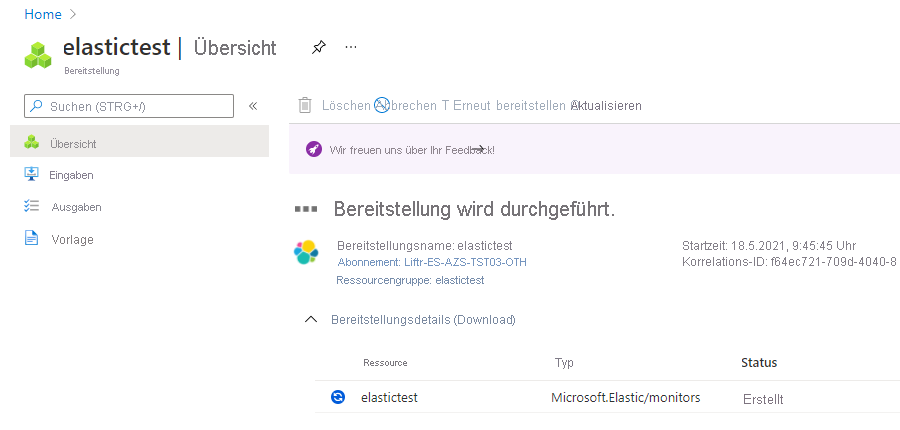 Home
elastictest | Übersicht
Bereitstellung
Suchen (STRG+/)
Löschen Abbrechen T Erneut bereitstellen Aktualisieren
Übersicht
Wir freuen uns über Ihr Feedback!
Eingaben
Ausgaben
Vorlage
Bereitstellung wird durchgeführt.
Bereitstellungsname: elastictest
Startzeit: 18.5.2021, 9:45:45 Uhr
Abonnement: Liftr-ES-AZS-TST03-OTH
Korrelations-ID: f64ec721-709d-4040-8
Ressourcengruppe: elastictest
Bereitstellungsdetails (Download)
Ressource Typ Status
elastictest Microsoft.Elastic/monitors Erstellt